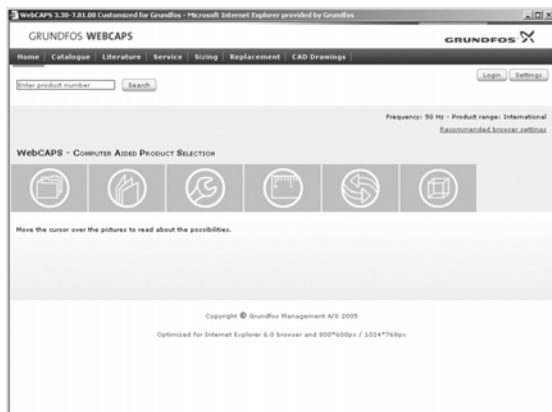 WebCAPS 3.30-7.01.08 Customized for Grundfos - Microsoft Internet Explorer provided by Grundfos
GRUNDFOS WEBCAPS
GRUNDFOS
Home Catalogue Literature Service Sizing Replacement CAD Drawings
Login Settings
Enter product number Search
Frequency: 50 Hz - Product range: International
Recommended browser settings
WebCAPS - Computer Aided Product Selection
Move the cursor over the pictures to read about the possibilities.
Copyright © Grundfos Management A/S 2005
Optimized for Internet Explorer 6.0 browser and 800*600px / 1024*768px